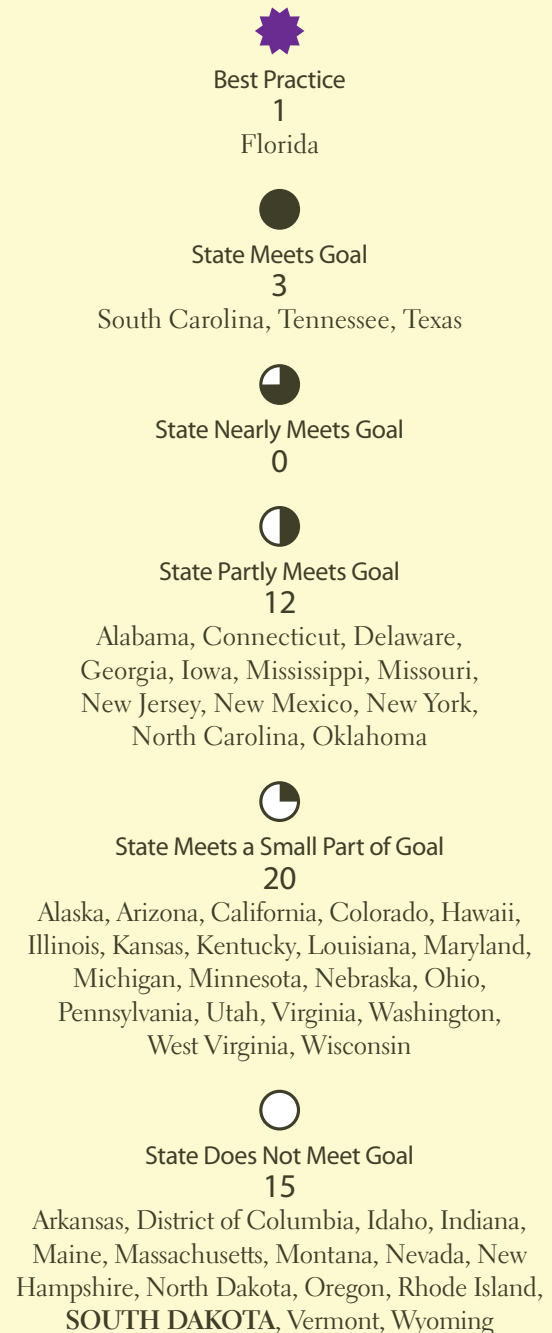 Best Practice
1
Florida
State Meets Goal
3
South Carolina, Tennessee, Texas
State Nearly Meets Goal
0
State Partly Meets Goal
12
Alabama, Connecticut, Delaware,
Georgia, Iowa, Mississippi, Missouri,
New Jersey, New Mexico, New York,
North Carolina, Oklahoma
State Meets a Small Part of Goal
20
Alaska, Arizona, California, Colorado, Hawaii,
Illinois, Kansas, Kentucky, Louisiana, Maryland,
Michigan, Minnesota, Nebraska, Ohio,
Pennsylvania, Utah, Virginia, Washington,
West Virginia, Wisconsin
State Does Not Meet Goal
15
Arkansas, District of Columbia, Idaho, Indiana,
Maine, Massachusetts, Montana, Nevada, New
Hampshire, North Dakota, Oregon, Rhode Island,
SOUTH DAKOTA, Vermont, Wyoming